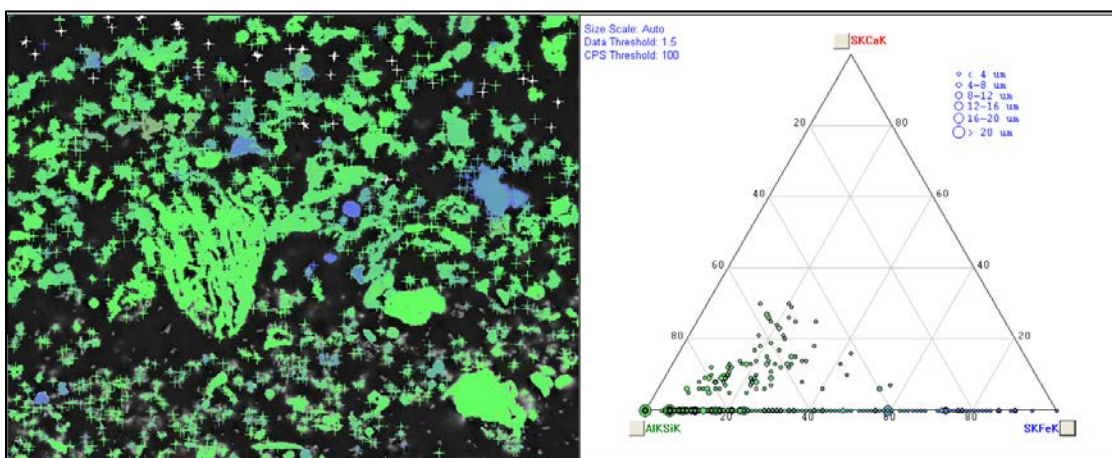 Size Scale: Auto
Data Threshold: 1.5
CPS Threshold: 100
SKCaK
< 4 um
4-8 um
8-12 um
12-16 um
16-20 um
> 20 um
20
80
40
60
60
40
80
20
20
40
60
80
AlKSiK
SKFeK